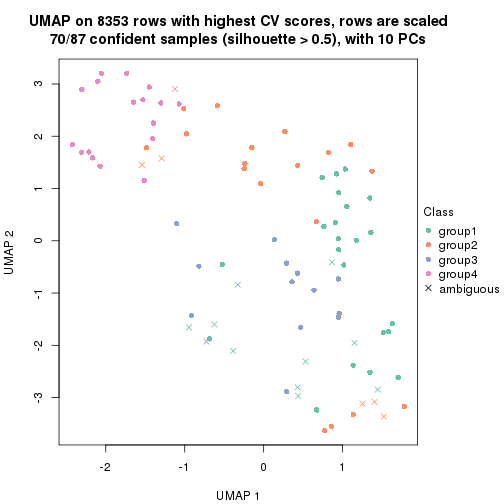 UMAP on 8353 rows with highest CV scores, rows are scaled
70/87 confident samples (silhouette > 0.5), with 10 PCs
3
2
1
0
-1
-2
-3
UMAP 2
-2
-1
0
1
UMAP 1
Class
group1
group2
group3
group4
ambiguous